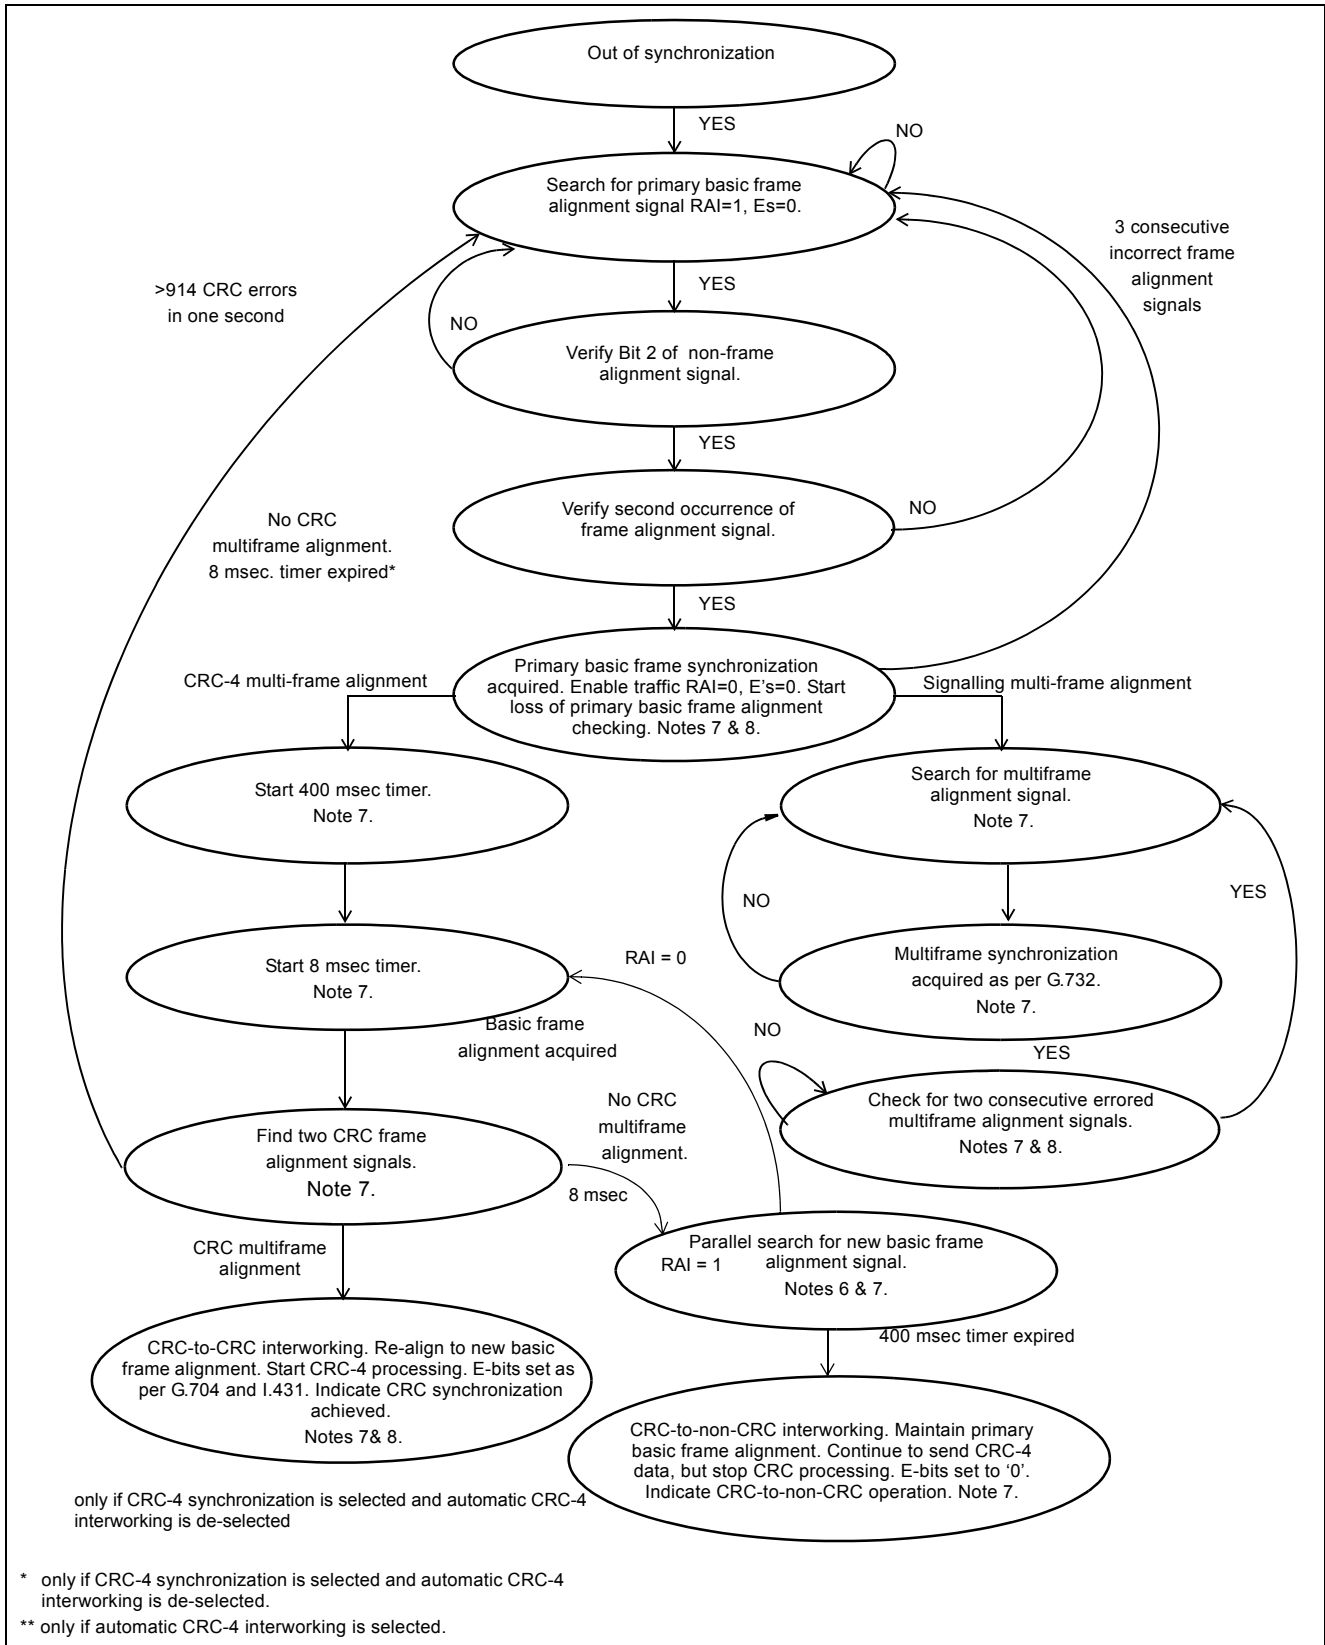 Out of synchronization
YES
NO
Search for primary basic frame
alignment signal RAI=1, Es=0.
3 consecutive
incorrect frame
alignment
signals
>914 CRC errors
in one second
YES
NO
Verify Bit 2 of non-frame
alignment signal.
YES
Verify second occurrence of
frame alignment signal.
NO
No CRC
multiframe alignment.
8 msec. timer expired*
YES
CRC-4 multi-frame alignment
Primary basic frame synchronization
acquired. Enable traffic RAI=0, E's=0. Start
loss of primary basic frame alignment
checking. Notes 7 & 8.
Signalling multi-frame alignment
Start 400 msec timer.
Note 7.
Search for multiframe
alignment signal.
Note 7.
NO
YES
Start 8 msec timer.
Note 7.
RAI = 0
Multiframe synchronization
acquired as per G.732.
Note 7.
Basic frame
alignment acquired
NO
YES
No CRC
multiframe
alignment.
Check for two consecutive errored
multiframe alignment signals.
Notes 7 & 8.
Find two CRC frame
alignment signals.
Note 7.
8 msec
CRC multiframe
alignment
Parallel search for new basic frame
RAI = 1 alignment signal.
Notes 6 & 7.
400 msec timer expired
CRC-to-CRC interworking. Re-align to new basic
frame alignment. Start CRC-4 processing. E-bits set as
per G.704 and I.431. Indicate CRC synchronization
achieved.
Notes 7& 8.
CRC-to-non-CRC interworking. Maintain primary
basic frame alignment. Continue to send CRC-4
data, but stop CRC processing. E-bits set to ‘0’.
Indicate CRC-to-non-CRC operation. Note 7.
only if CRC-4 synchronization is selected and automatic CRC-4
interworking is de-selected
* only if CRC-4 synchronization is selected and automatic CRC-4
interworking is de-selected.
** only if automatic CRC-4 interworking is selected.